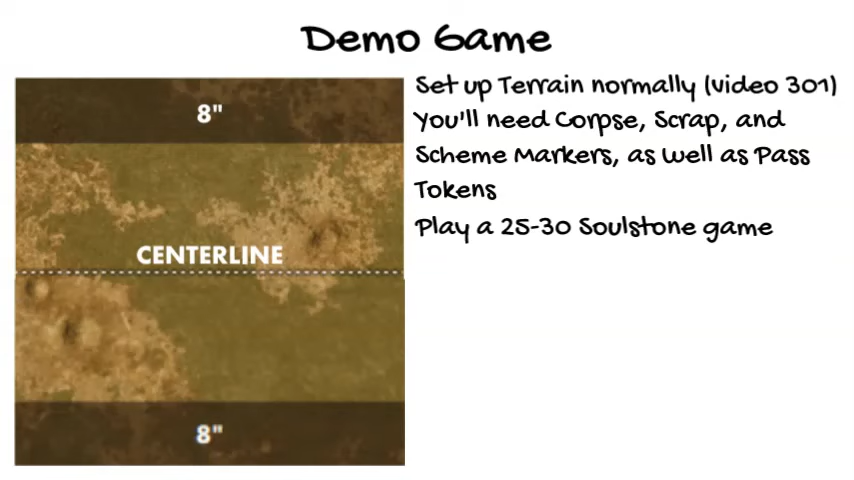 Demo Game
8"
CENTERLINE
8"
Set up Terrain normally (video 301)
You'll need Corpse, Scrap, and
Scheme Markers, as well as Pass
Tokens
Play a 25-30 Soulstone game